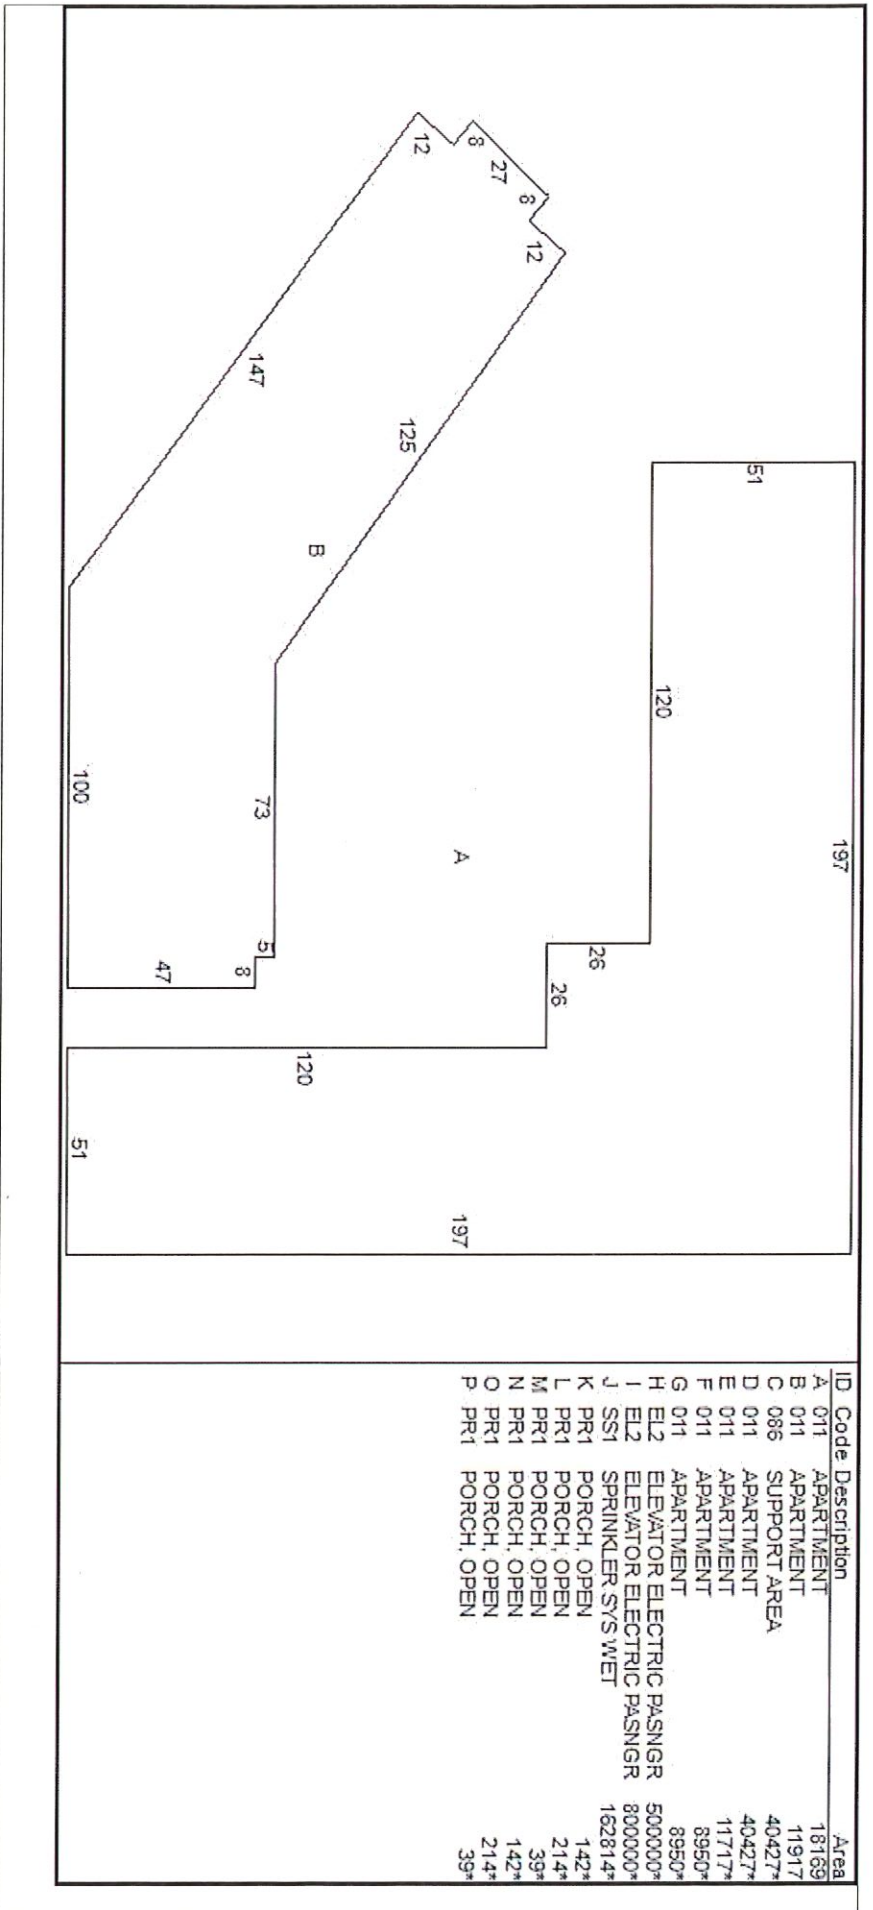 51
197
120
26
26
120
51
197
A
12
8
27
8
12
125
147
B
73
5
8
47
100
ID Code Description Area
A 011 APARTMENT 18169
B 011 APARTMENT 11917
C 086 SUPPORT AREA 40427*
D 011 APARTMENT 40427*
E 011 APARTMENT 11717*
F 011 APARTMENT 8950*
G 011 APARTMENT 8950*
H EL2 ELEVATOR ELECTRIC PASNGR 500000*
I EL2 ELEVATOR ELECTRIC PASNGR 800000*
J SS1 SPRINKLER SYS WET 162814*
K PR1 PORCH, OPEN 142*
L PR1 PORCH, OPEN 214*
M PR1 PORCH, OPEN 39*
N PR1 PORCH, OPEN 142*
O PR1 PORCH, OPEN 214*
P PR1 PORCH, OPEN 39*